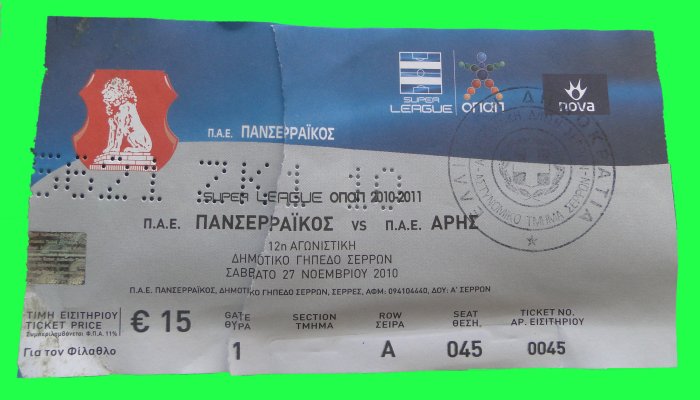 SUPER LEAGUE
οπαπ
nova
Π.Α.Ε. ΠΑΝΣΕΡΡΑΪΚΟΣ
SUPER LEAGUE οπαπ 2010-2011
Π.Α.Ε. ΠΑΝΣΕΡΡΑΪΚΟΣ VS Π.Α.Ε. ΑΡΗΣ
12η ΑΓΩΝΙΣΤΙΚΗ
ΔΗΜΟΤΙΚΟ ΓΗΠΕΔΟ ΣΕΡΡΩΝ
ΣΑΒΒΑΤΟ 27 ΝΟΕΜΒΡΙΟΥ 2010
Π.Α.Ε. ΠΑΝΣΕΡΡΑΪΚΟΣ, ΔΗΜΟΤΙΚΟ ΓΗΠΕΔΟ ΣΕΡΡΩΝ, ΣΕΡΡΕΣ, ΑΦΜ: 094104440, ΔΟΥ: Α' ΣΕΡΡΩΝ
ΤΙΜΗ ΕΙΣΙΤΗΡΙΟΥ
TICKET PRICE
Συμπεριλαμβάνεται Φ.Π.Α. 11%
€ 15
GATE
ΘΥΡΑ
SECTION
ΤΜΗΜΑ
ROW
ΣΕΙΡΑ
SEAT
ΘΕΣΗ.
TICKET NO.
ΑΡ. ΕΙΣΙΤΗΡΙΟΥ
Για τον Φίλαθλο
1 A 045 0045